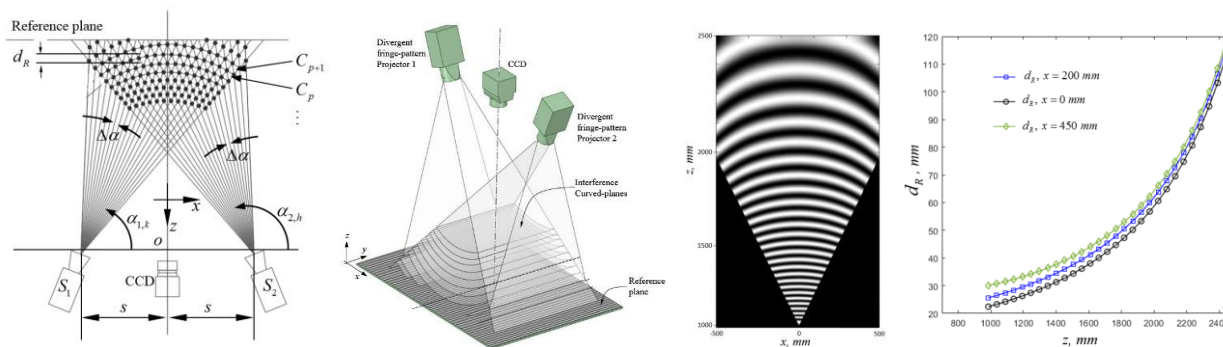 Reference plane
d_R
C_{p+1}
C_p
⋮
Δα
Δα
x
α_{1,k}
z
α_{2,h}
o
S_1
CCD
S_2
s
s
Divergent
fringe-pattern
Projector 1
CCD
Divergent
fringe-pattern
Projector 2
Interference
Curved-planes
z
y
x
Reference
plane
2500
2000
1500
1000
z, mm
-500
0
500
x, mm
120
110
100
90
80
70
60
50
40
30
20
d_R , mm
d_R, x = 200 mm
d_R, x = 0 mm
d_R, x = 450 mm
800 1000 1200 1400 1600 1800 2000 2200
z, mm